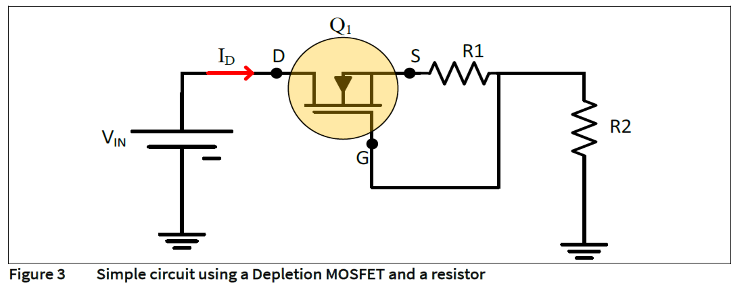 Q1
ID
D
S
R1
VIN
R2
G
Figure 3 Simple circuit using a Depletion MOSFET and a resistor